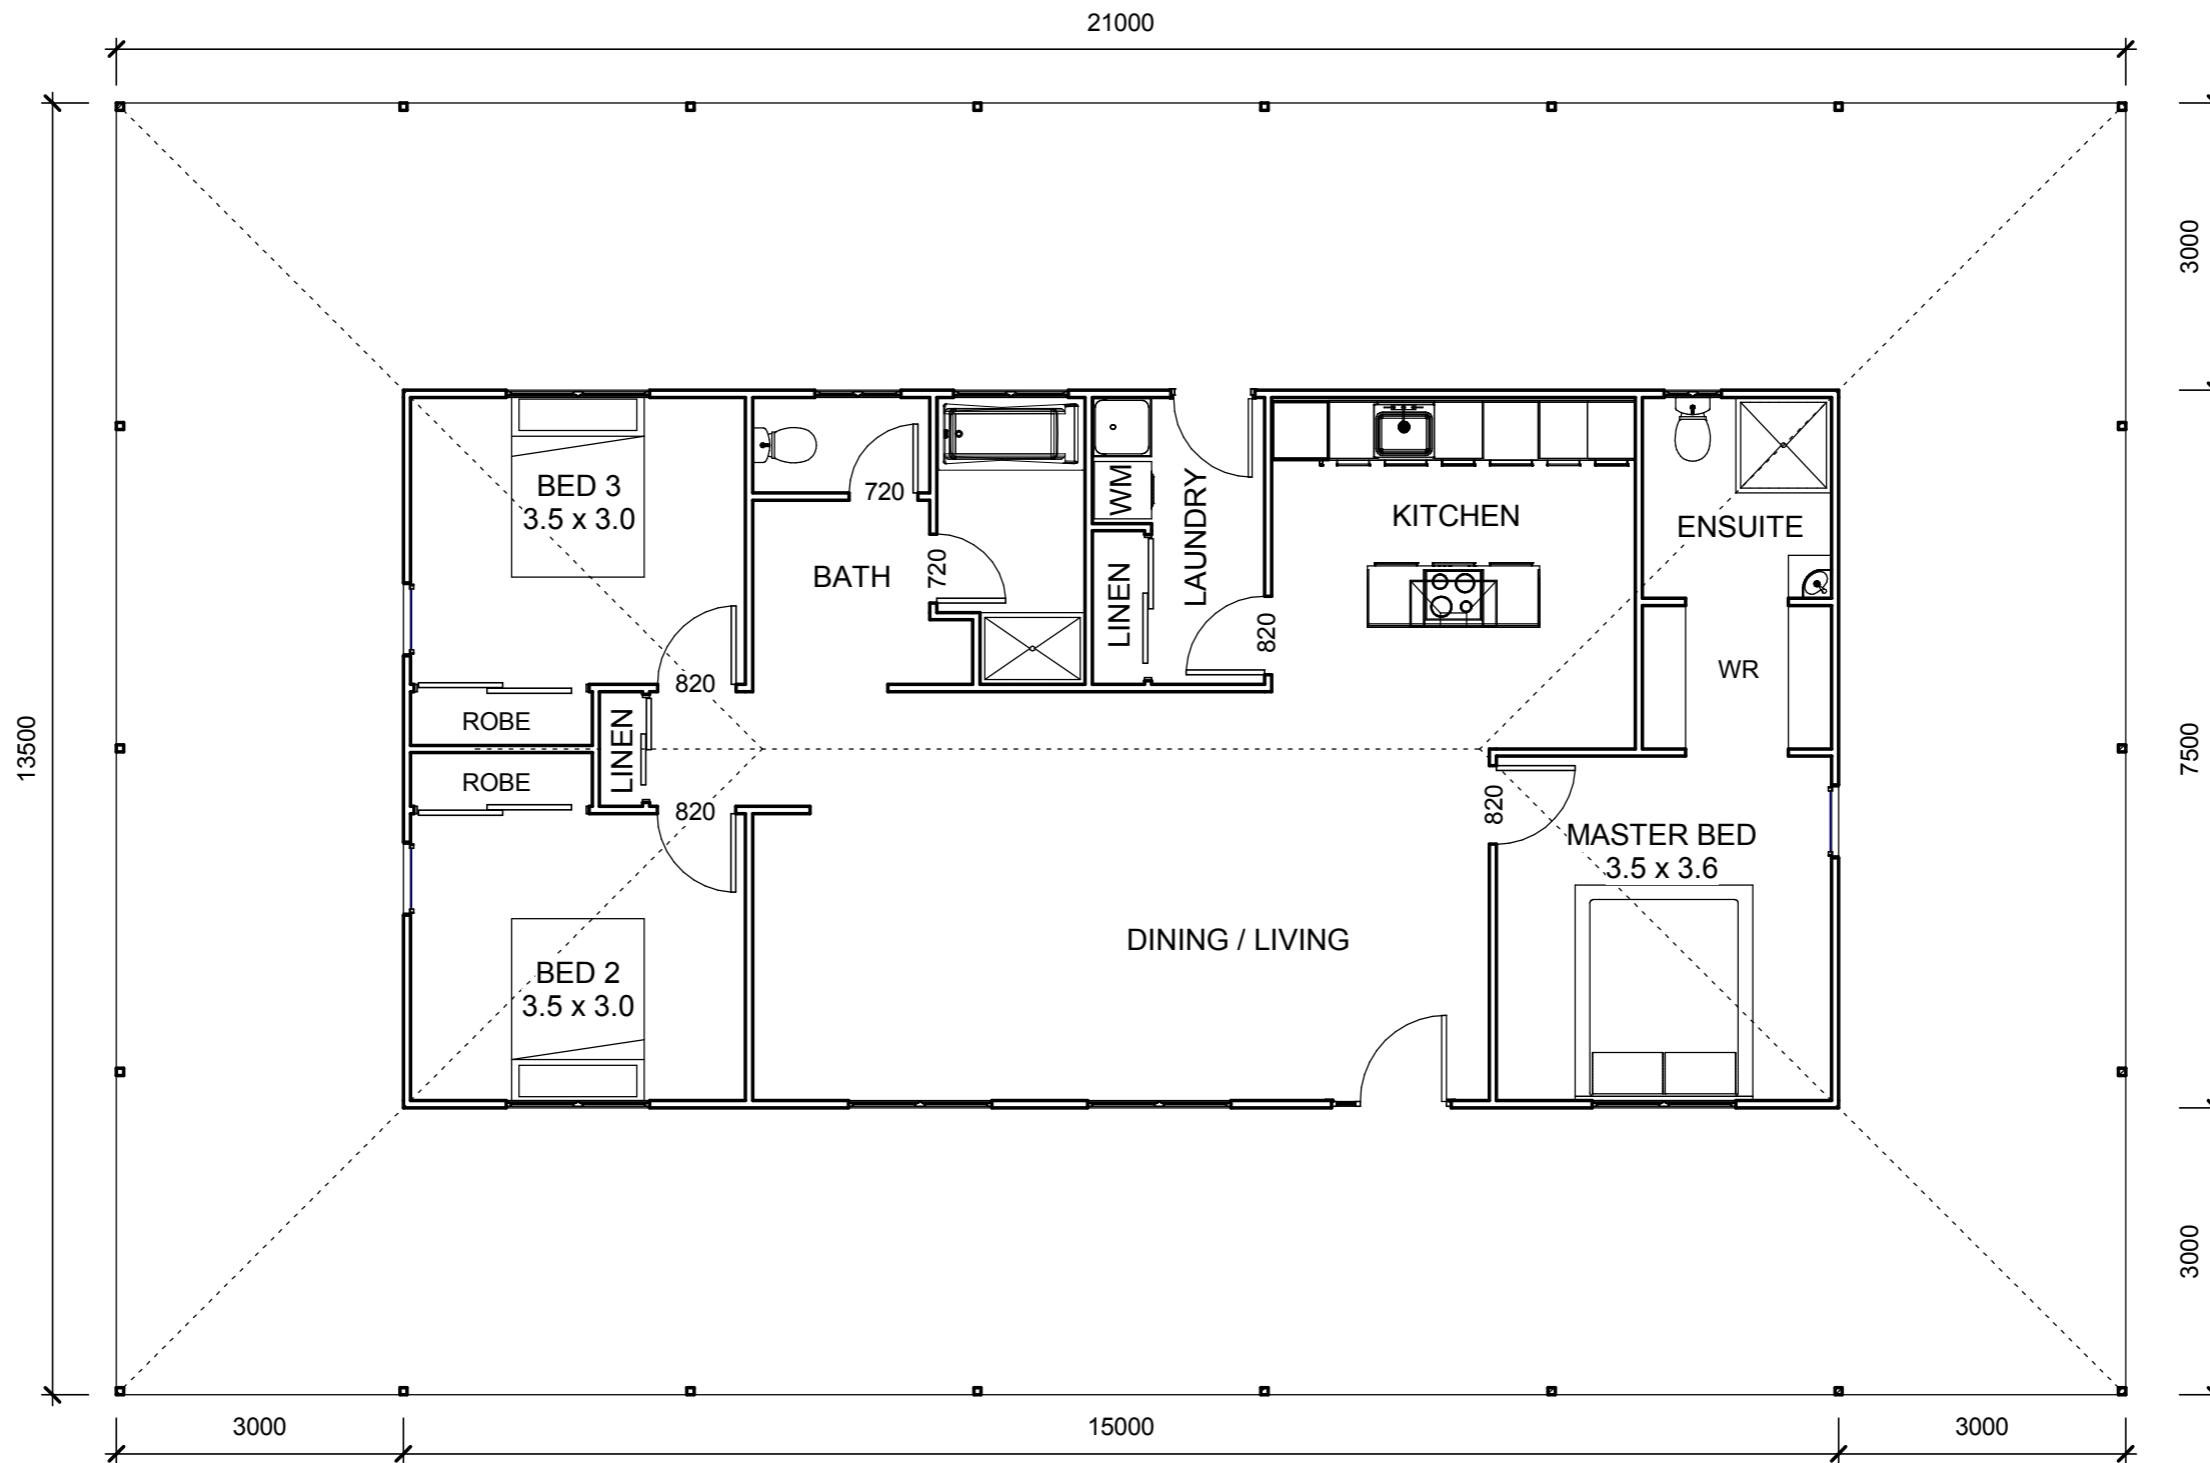 21000
3000
BED 3
3.5 x 3.0
720
WM
LAUNDRY
KITCHEN
ENSUITE
BATH
720
LINEN
820
820
WR
ROBE
LINEN
13500
7500
ROBE
820
820
MASTER BED
3.5 x 3.6
DINING / LIVING
BED 2
3.5 x 3.0
3000
3000
15000
3000